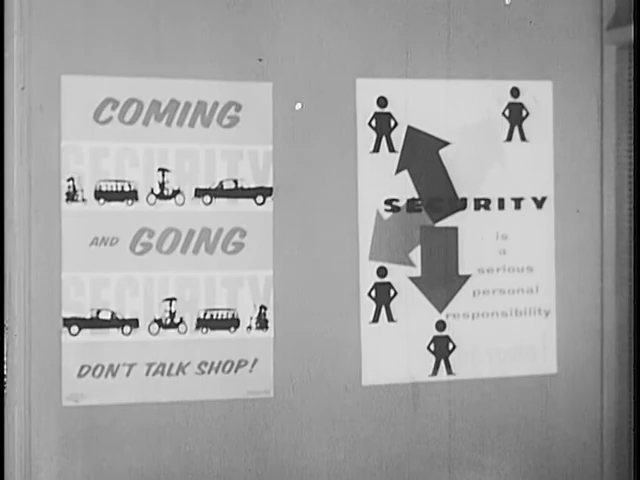 COMING
SECURITY
AND GOING
SECURITY
DON'T TALK SHOP!
SECURITY
is
a
serious
personal
responsibility